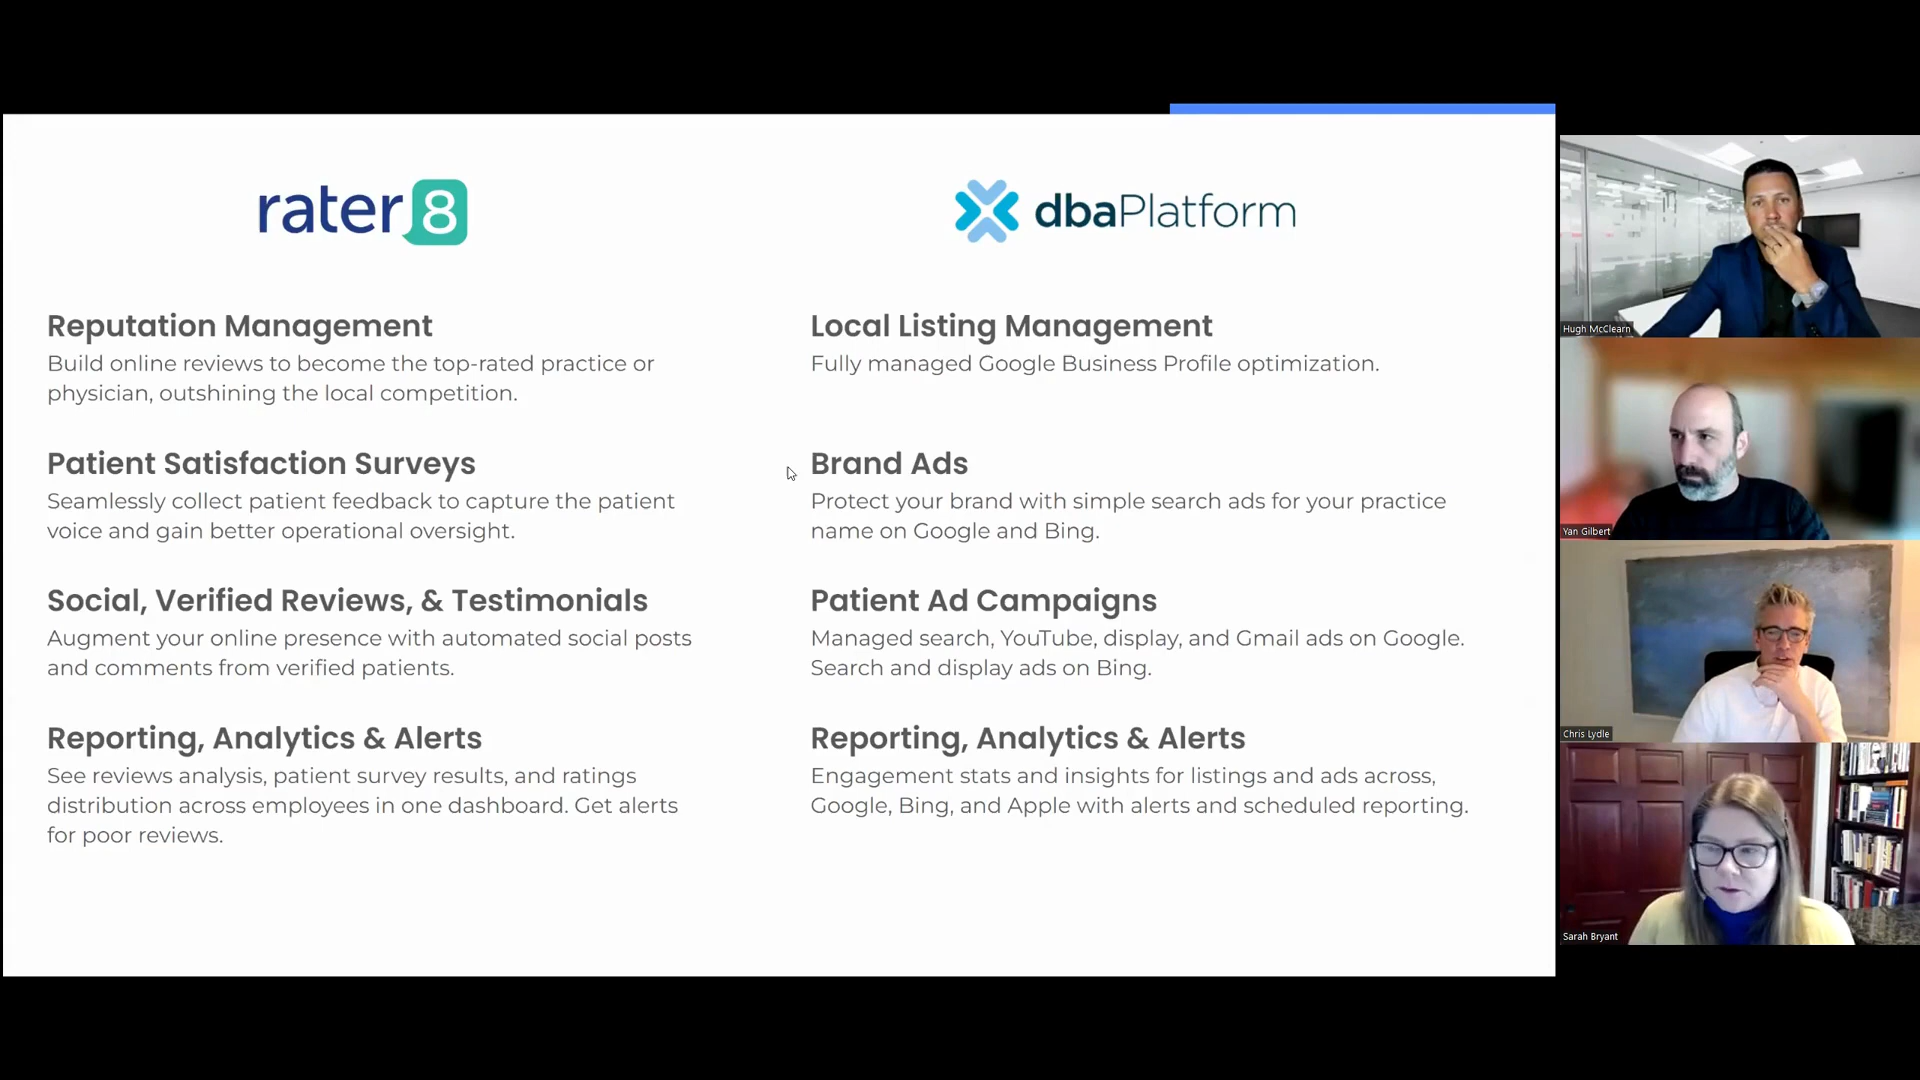 rater8
Reputation Management
Build online reviews to become the top-rated practice or
physician, outshining the local competition.
Patient Satisfaction Surveys
Seamlessly collect patient feedback to capture the patient
voice and gain better operational oversight.
Social, Verified Reviews, & Testimonials
Augment your online presence with automated social posts
and comments from verified patients.
Reporting, Analytics & Alerts
See reviews analysis, patient survey results, and ratings
distribution across employees in one dashboard. Get alerts
for poor reviews.
dbaPlatform
Local Listing Management
Fully managed Google Business Profile optimization.
Brand Ads
Protect your brand with simple search ads for your practice
name on Google and Bing.
Patient Ad Campaigns
Managed search, YouTube, display, and Gmail ads on Google.
Search and display ads on Bing.
Reporting, Analytics & Alerts
Engagement stats and insights for listings and ads across,
Google, Bing, and Apple with alerts and scheduled reporting.
Hugh McClearn
Yan Gilbert
Chris Lydle
Sarah Bryant